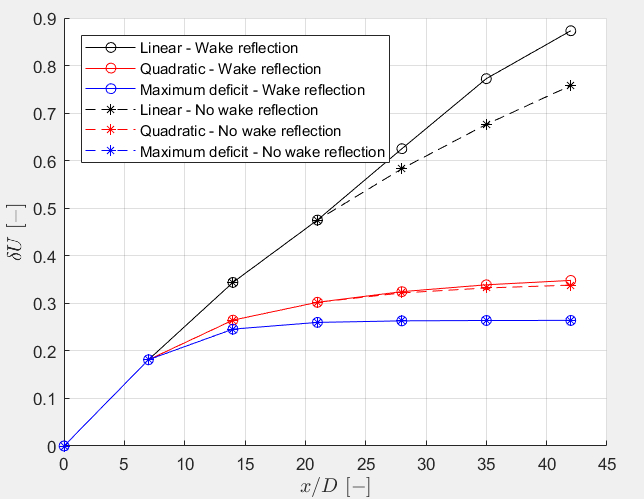 0.9
0.8
0.7
0.6
0.5
0.4
0.3
0.2
0.1
0
δU [−]
Linear - Wake reflection
Quadratic - Wake reflection
Maximum deficit - Wake reflection
Linear - No wake reflection
Quadratic - No wake reflection
Maximum deficit - No wake reflection
0 5 10 15 20 25 30 35 40 45
x/D [−]